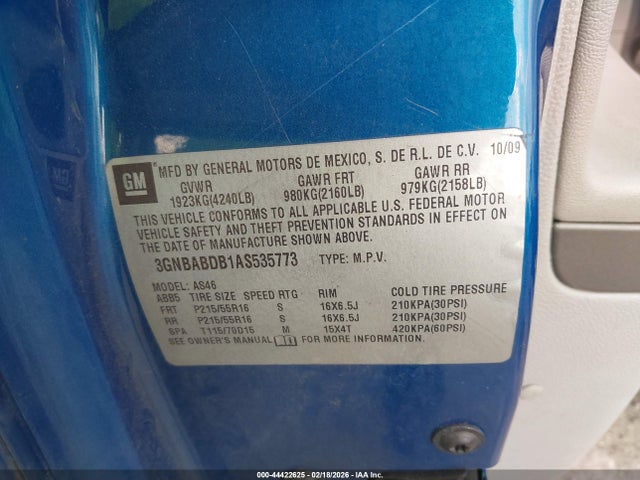 GM
MFD BY GENERAL MOTORS DE MEXICO, S. DE R.L. DE C.V. 10/09
GVWR GAWR FRT GAWR RR
1923KG(4240LB) 980KG(2160LB) 979KG(2158LB)
THIS VEHICLE CONFORMS TO ALL APPLICABLE U.S. FEDERAL MOTOR
VEHICLE SAFETY AND THEFT PREVENTION STANDARDS IN EFFECT ON
THE DATE OF MANUFACTURE SHOWN ABOVE.
3GNBABDB1AS535773 TYPE: M.P.V.
MODEL: AS46
ABB5 TIRE SIZE SPEED RTG RIM COLD TIRE PRESSURE
FRT P215/55R16 S 16X6.5J 210KPA(30PSI)
RR P215/55R16 S 16X6.5J 210KPA(30PSI)
SPA T115/70D15 M 15X4T 420KPA(60PSI)
SEE OWNER'S MANUAL FOR MORE INFORMATION.
000-44422625 - 02/18/2026 - IAA Inc.